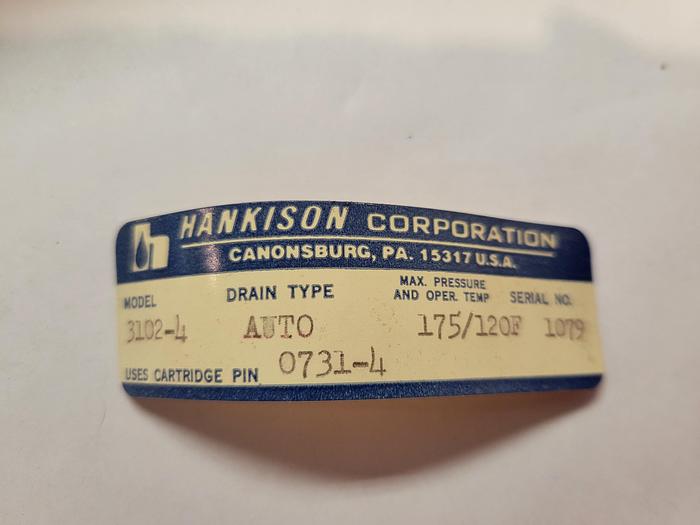 HANKISON CORPORATION
CANONSBURG, PA. 15317 U.S.A.
MODEL DRAIN TYPE MAX. PRESSURE AND OPER. TEMP SERIAL NO.
3102-4 AUTO 175/120F 1079
USES CARTRIDGE PIN 0731-4